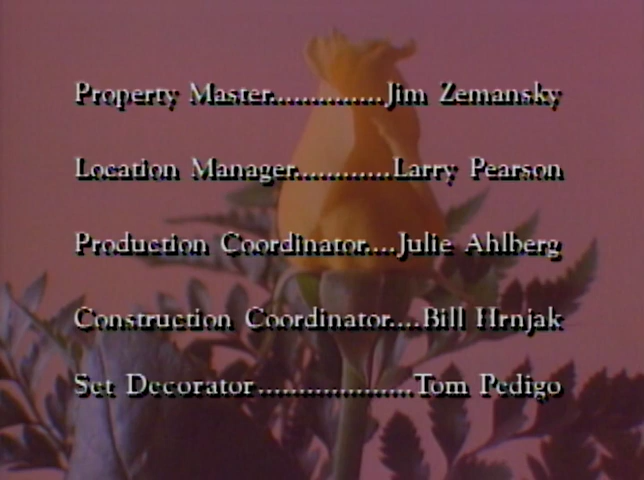 Property Master..............Jim Zemansky
Location Manager............Larry Pearson
Production Coordinator....Julie Ahlberg
Construction Coordinator....Bill Hrnjak
Set Decorator...................Tom Pedigo